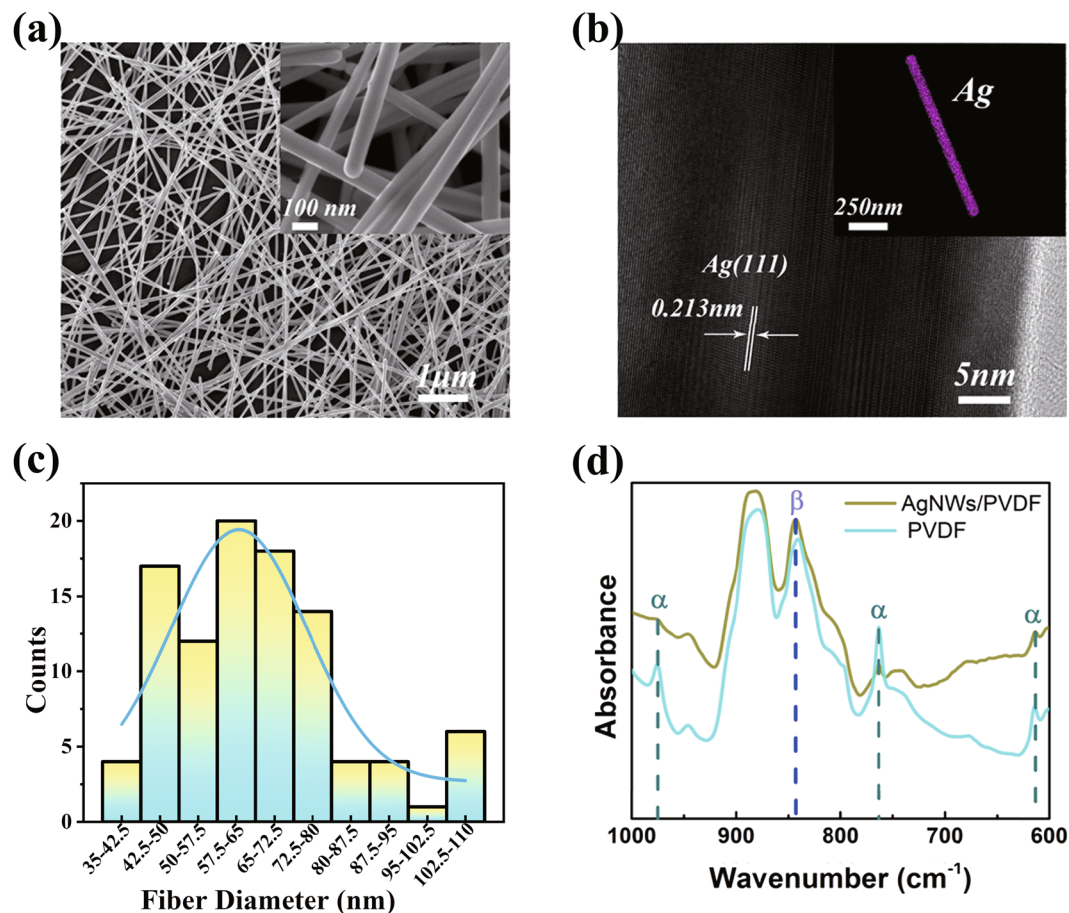 (a)
100 nm
1μm
(b)
Ag
250nm
Ag(111)
0.213nm
5nm
(c)
Counts
20
15
10
5
0
35-42.5
42.5-50
50-57.5
57.5-65
65-72.5
72.5-80
80-87.5
87.5-95
95-102.5
102.5-110
Fiber Diameter (nm)
(d)
Absorbance
β
AgNWs/PVDF
PVDF
α
α
α
1000
900
800
700
600
Wavenumber (cm⁻¹)